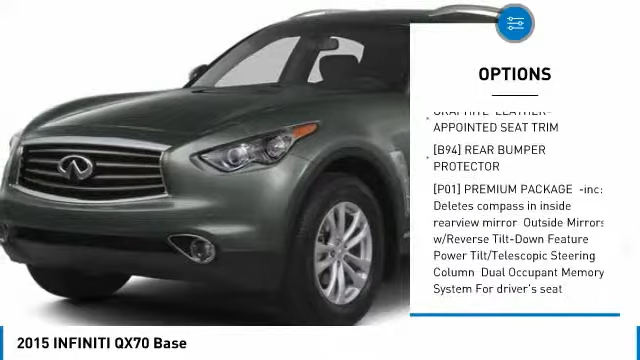 OPTIONS
GRAPHITE LEATHER-
APPOINTED SEAT TRIM
[B94] REAR BUMPER
PROTECTOR
[P01] PREMIUM PACKAGE -inc:
Deletes compass in inside
rearview mirror Outside Mirrors
w/Reverse Tilt-Down Feature
Power Tilt/Telescopic Steering
Column Dual Occupant Memory
System For driver's seat
2015 INFINITI QX70 Base